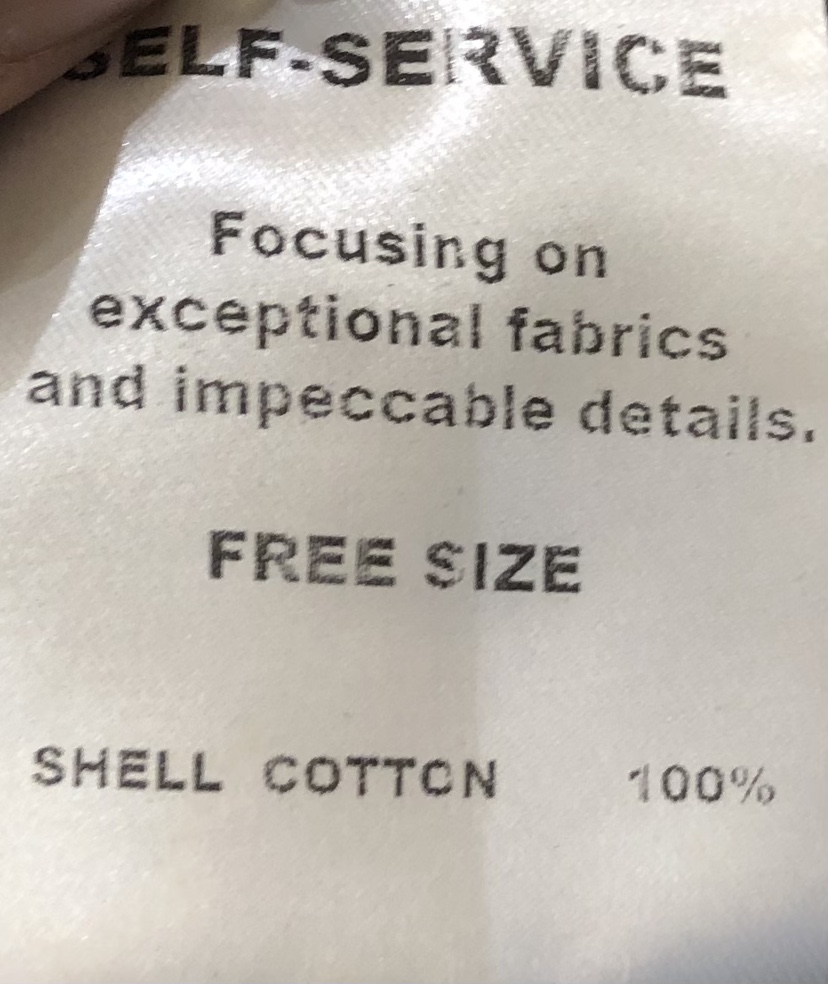 SELF-SERVICE
Focusing on
exceptional fabrics
and impeccable details.
FREE SIZE
SHELL COTTON 100%